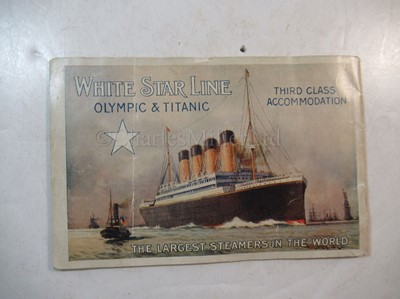 WHITE STAR LINE
OLYMPIC & TITANIC
THIRD CLASS
ACCOMMODATION
THE LARGEST STEAMERS IN THE WORLD